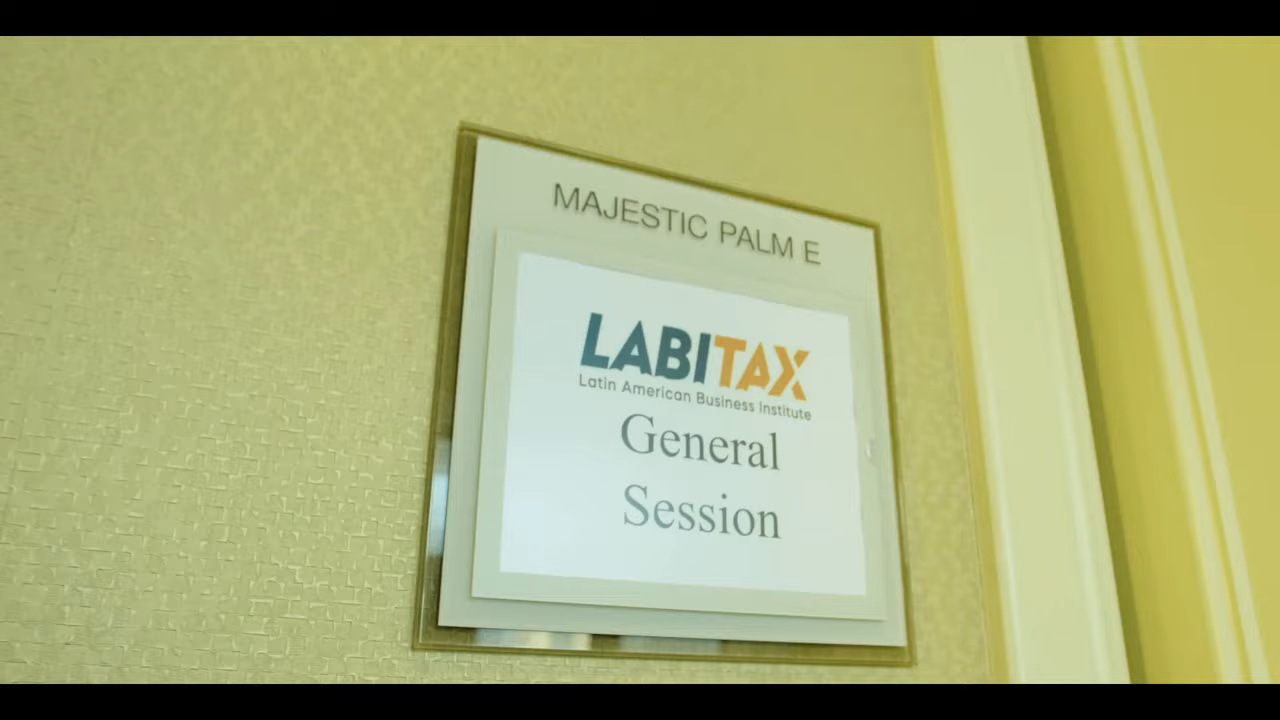 MAJESTIC PALM E
LABITAX
Latin American Business Institute
General
Session